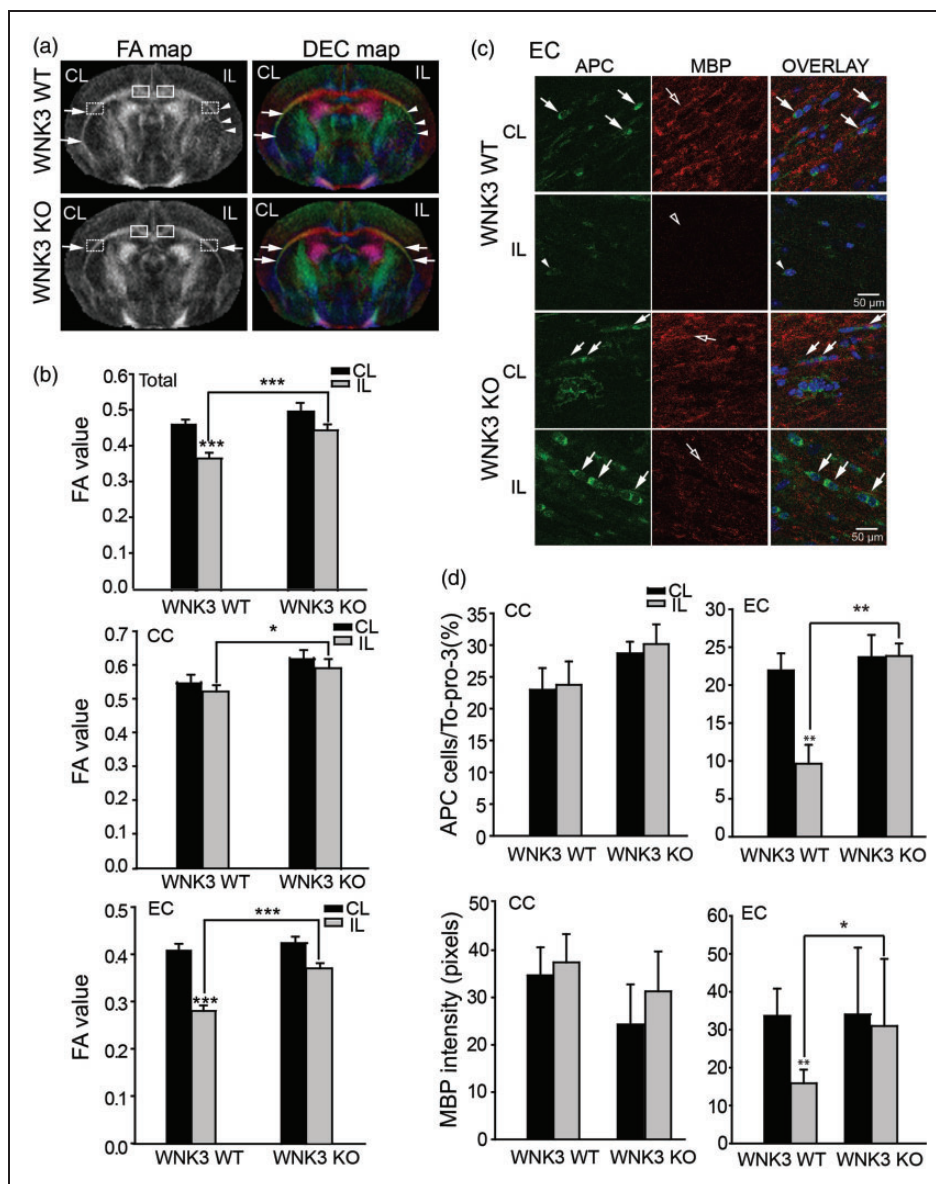 (a)
FA map
DEC map
WNK3 WT
CL
IL
IL
WNK3 KO
CL
IL
CL
IL
(b)
Total
CL
IL
***
***
0.6
0.5
0.4
0.3
0.2
0.1
0.0
FA value
WNK3 WT
WNK3 KO
CC
CL
IL
*
0.7
0.6
0.5
0.4
0.3
0.2
0.1
0.0
FA value
WNK3 WT
WNK3 KO
EC
CL
IL
***
***
0.5
0.4
0.3
0.2
0.1
0.0
FA value
WNK3 WT
WNK3 KO
(c)
EC
APC
MBP
OVERLAY
WNK3 WT
CL
IL
50 µm
WNK3 KO
CL
IL
50 µm
(d)
CC
CL
IL
35
30
25
20
15
10
5
0
APC cells/To-pro-3(%)
WNK3 WT
WNK3 KO
EC
**
**
25
20
15
10
5
0
WNK3 WT
WNK3 KO
CC
50
40
30
20
10
0
MBP intensity (pixels)
WNK3 WT
WNK3 KO
EC
*
**
60
50
40
30
20
10
0
WNK3 WT
WNK3 KO